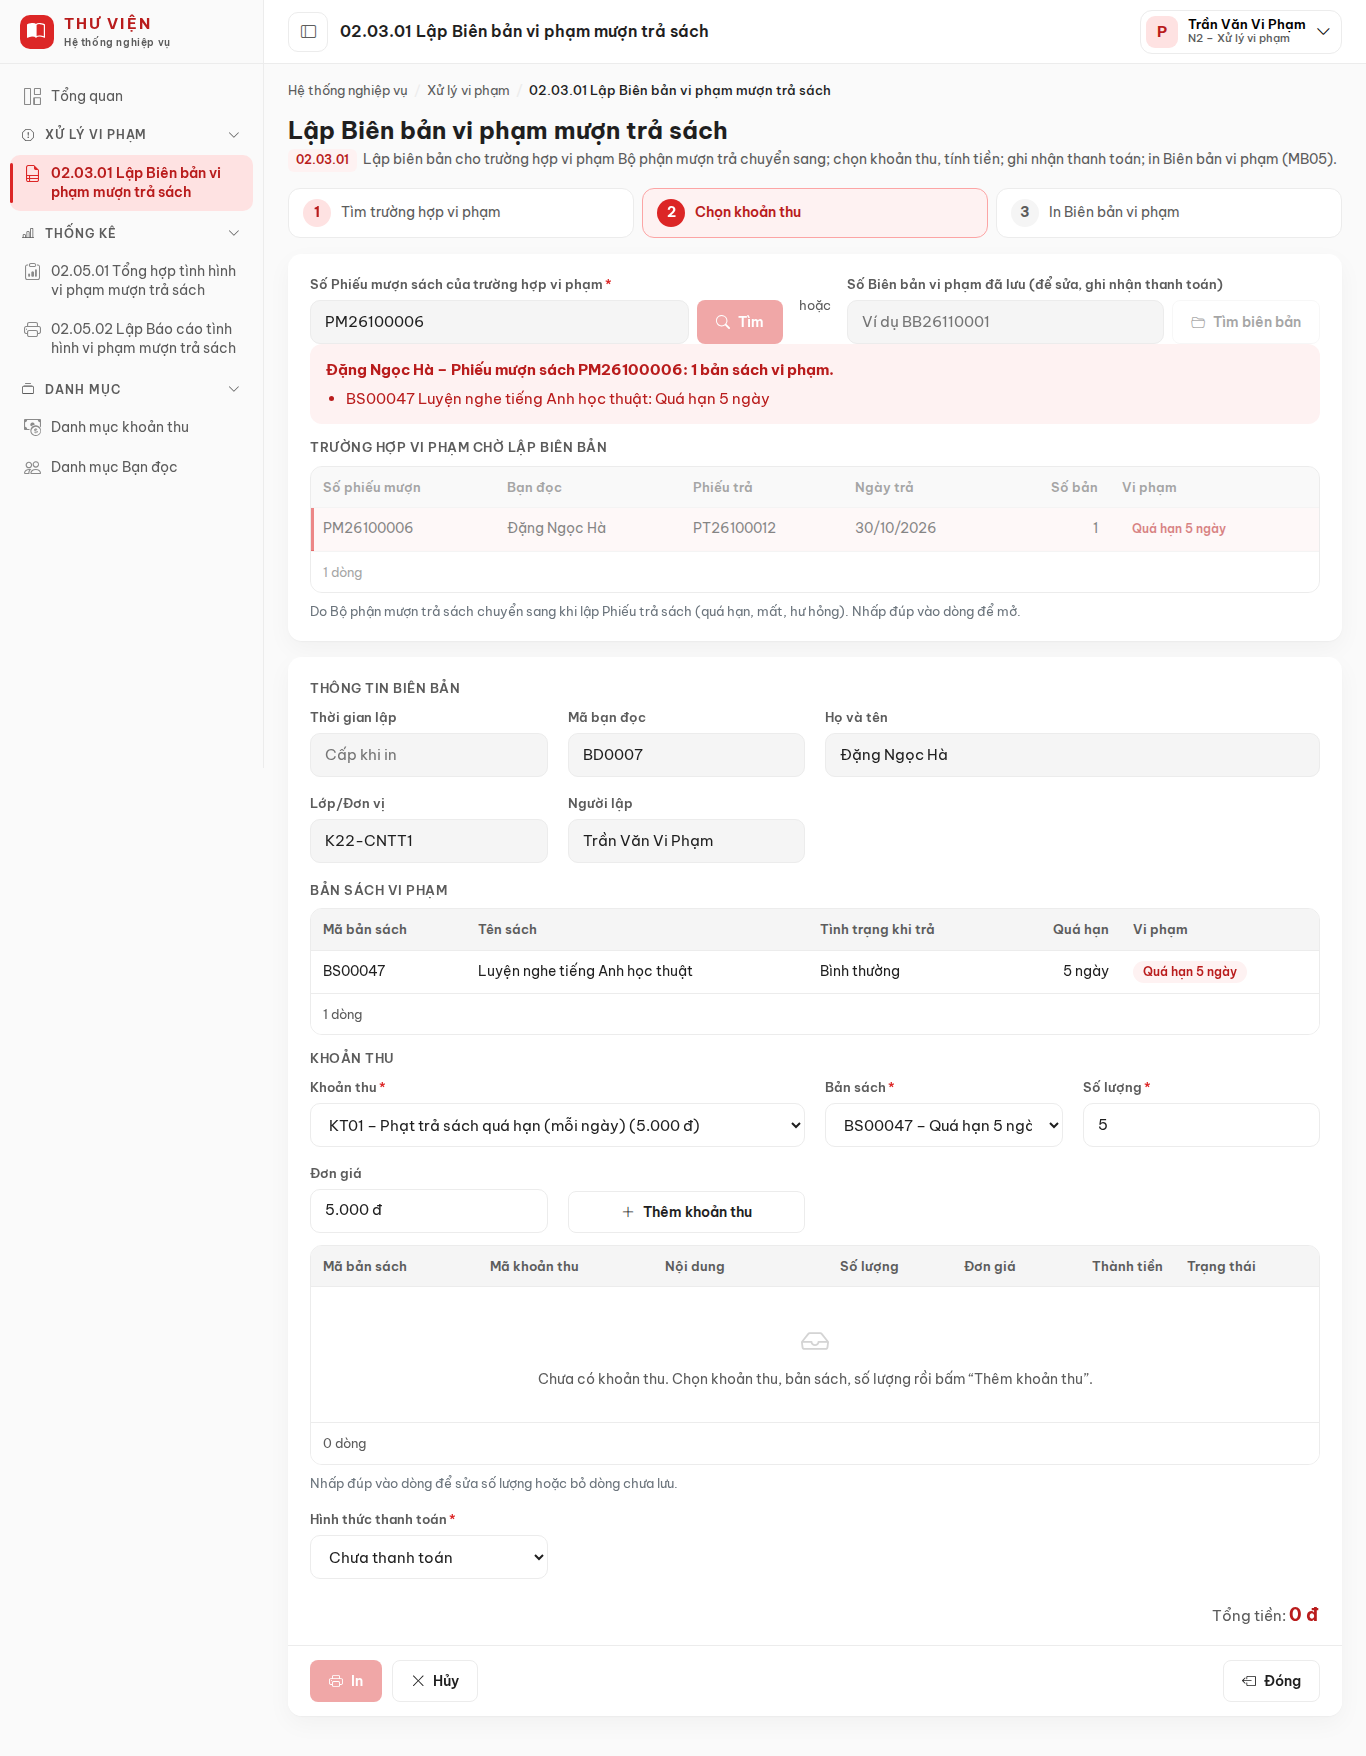 THƯ VIỆN
Hệ thống nghiệp vụ
02.03.01 Lập Biên bản vi phạm mượn trả sách
P
Trần Văn Vi Phạm
N2 – Xử lý vi phạm
Tổng quan
XỬ LÝ VI PHẠM
02.03.01 Lập Biên bản vi
phạm mượn trả sách
THỐNG KÊ
02.05.01 Tổng hợp tình hình
vi phạm mượn trả sách
02.05.02 Lập Báo cáo tình
hình vi phạm mượn trả sách
DANH MỤC
Danh mục khoản thu
Danh mục Bạn đọc
Hệ thống nghiệp vụ / Xử lý vi phạm / 02.03.01 Lập Biên bản vi phạm mượn trả sách
Lập Biên bản vi phạm mượn trả sách
02.03.01 Lập biên bản cho trường hợp vi phạm Bộ phận mượn trả chuyển sang; chọn khoản thu, tính tiền; ghi nhận thanh toán; in Biên bản vi phạm (MB05).
1 Tìm trường hợp vi phạm
2 Chọn khoản thu
3 In Biên bản vi phạm
Số Phiếu mượn sách của trường hợp vi phạm *
PM26100006
Tìm
hoặc
Số Biên bản vi phạm đã lưu (để sửa, ghi nhận thanh toán)
Ví dụ BB26110001
Tìm biên bản
Đặng Ngọc Hà – Phiếu mượn sách PM26100006: 1 bản sách vi phạm.
• BS00047 Luyện nghe tiếng Anh học thuật: Quá hạn 5 ngày
TRƯỜNG HỢP VI PHẠM CHỜ LẬP BIÊN BẢN
Số phiếu mượn Bạn đọc Phiếu trả Ngày trả Số bản Vi phạm
PM26100006 Đặng Ngọc Hà PT26100012 30/10/2026 1 Quá hạn 5 ngày
1 dòng
Do Bộ phận mượn trả sách chuyển sang khi lập Phiếu trả sách (quá hạn, mất, hư hỏng). Nhấp đúp vào dòng để mở.
THÔNG TIN BIÊN BẢN
Thời gian lập Mã bạn đọc Họ và tên
Cấp khi in BD0007 Đặng Ngọc Hà
Lớp/Đơn vị Người lập
K22-CNTT1 Trần Văn Vi Phạm
BẢN SÁCH VI PHẠM
Mã bản sách Tên sách Tình trạng khi trả Quá hạn Vi phạm
BS00047 Luyện nghe tiếng Anh học thuật Bình thường 5 ngày Quá hạn 5 ngày
1 dòng
KHOẢN THU
Khoản thu * Bản sách * Số lượng *
KT01 – Phạt trả sách quá hạn (mỗi ngày) (5.000 đ) BS00047 – Quá hạn 5 ngà 5
Đơn giá
5.000 đ Thêm khoản thu
Mã bản sách Mã khoản thu Nội dung Số lượng Đơn giá Thành tiền Trạng thái
Chưa có khoản thu. Chọn khoản thu, bản sách, số lượng rồi bấm “Thêm khoản thu”.
0 dòng
Nhấp đúp vào dòng để sửa số lượng hoặc bỏ dòng chưa lưu.
Hình thức thanh toán *
Chưa thanh toán
Tổng tiền: 0 đ
In Hủy Đóng